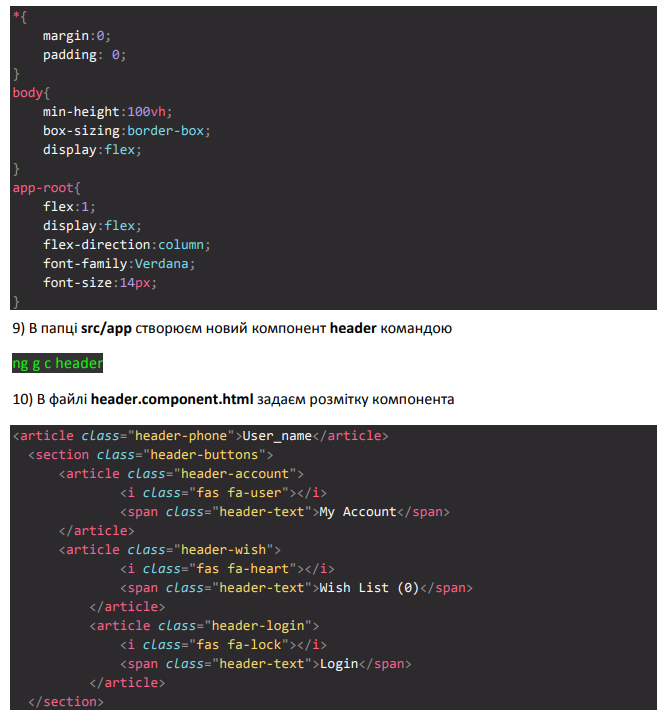 *{
    margin:0;
    padding: 0;
}
body{
    min-height:100vh;
    box-sizing:border-box;
    display:flex;
}
app-root{
    flex:1;
    display:flex;
    flex-direction:column;
    font-family:Verdana;
    font-size:14px;
}
9) В папці src/app створюєм новий компонент header командою
ng g c header
10) В файлі header.component.html задаєм розмітку компонента
<article class="header-phone">User_name</article>
  <section class="header-buttons">
      <article class="header-account">
              <i class="fas fa-user"></i>
              <span class="header-text">My Account</span>
      </article>
      <article class="header-wish">
              <i class="fas fa-heart"></i>
              <span class="header-text">Wish List (0)</span>
          </article>
          <article class="header-login">
              <i class="fas fa-lock"></i>
              <span class="header-text">Login</span>
          </article>
  </section>